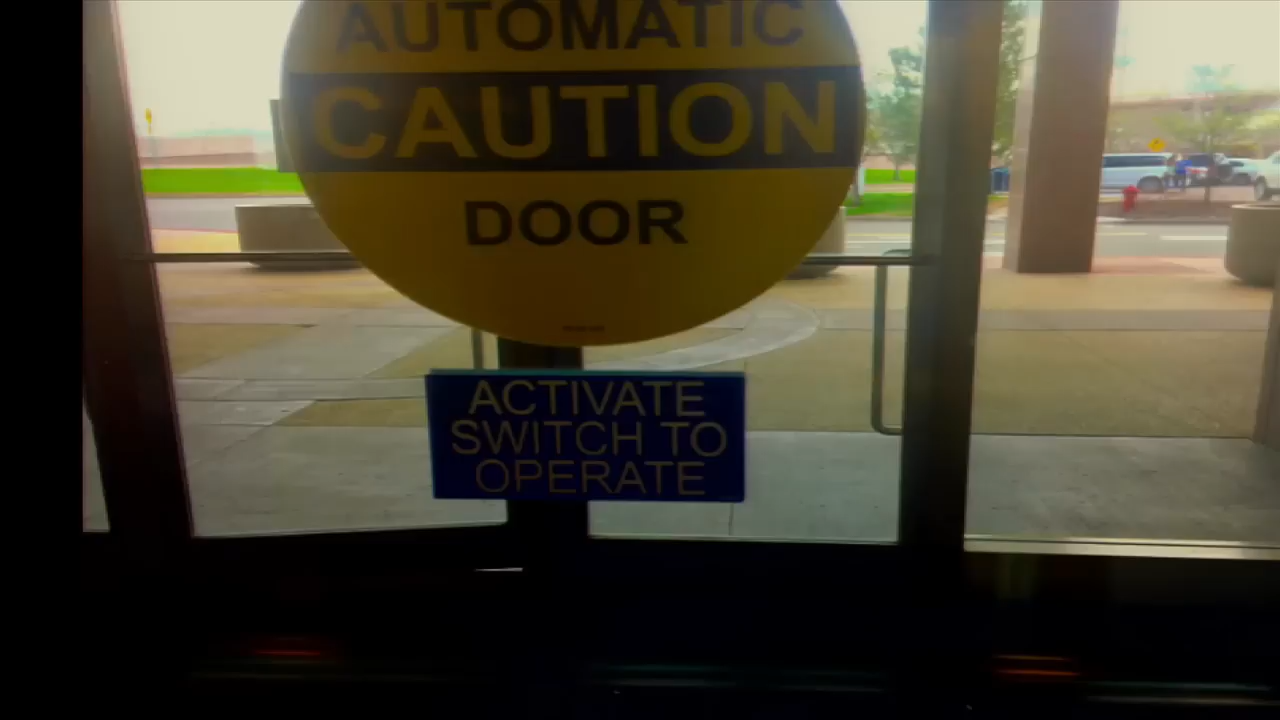 AUTOMATIC
CAUTION
DOOR
ACTIVATE
SWITCH TO
OPERATE